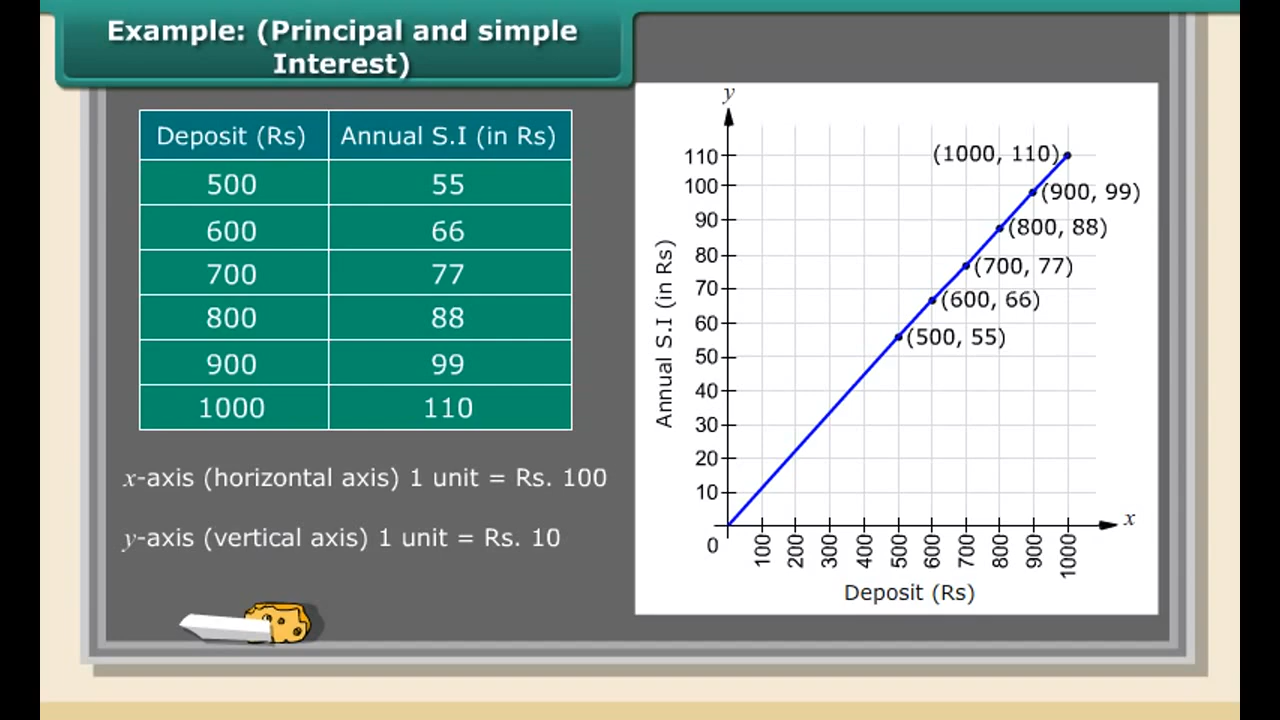 Example: (Principal and simple
Interest)
Deposit (Rs) Annual S.I (in Rs)
500 55
600 66
700 77
800 88
900 99
1000 110
x-axis (horizontal axis) 1 unit = Rs. 100
y-axis (vertical axis) 1 unit = Rs. 10
y
110
100
90
80
70
60
50
40
30
20
10
0
Annual S.I (in Rs)
(1000, 110)
(900, 99)
(800, 88)
(700, 77)
(600, 66)
(500, 55)
x
100 200 300 400 500 600 700 800 900 1000
Deposit (Rs)